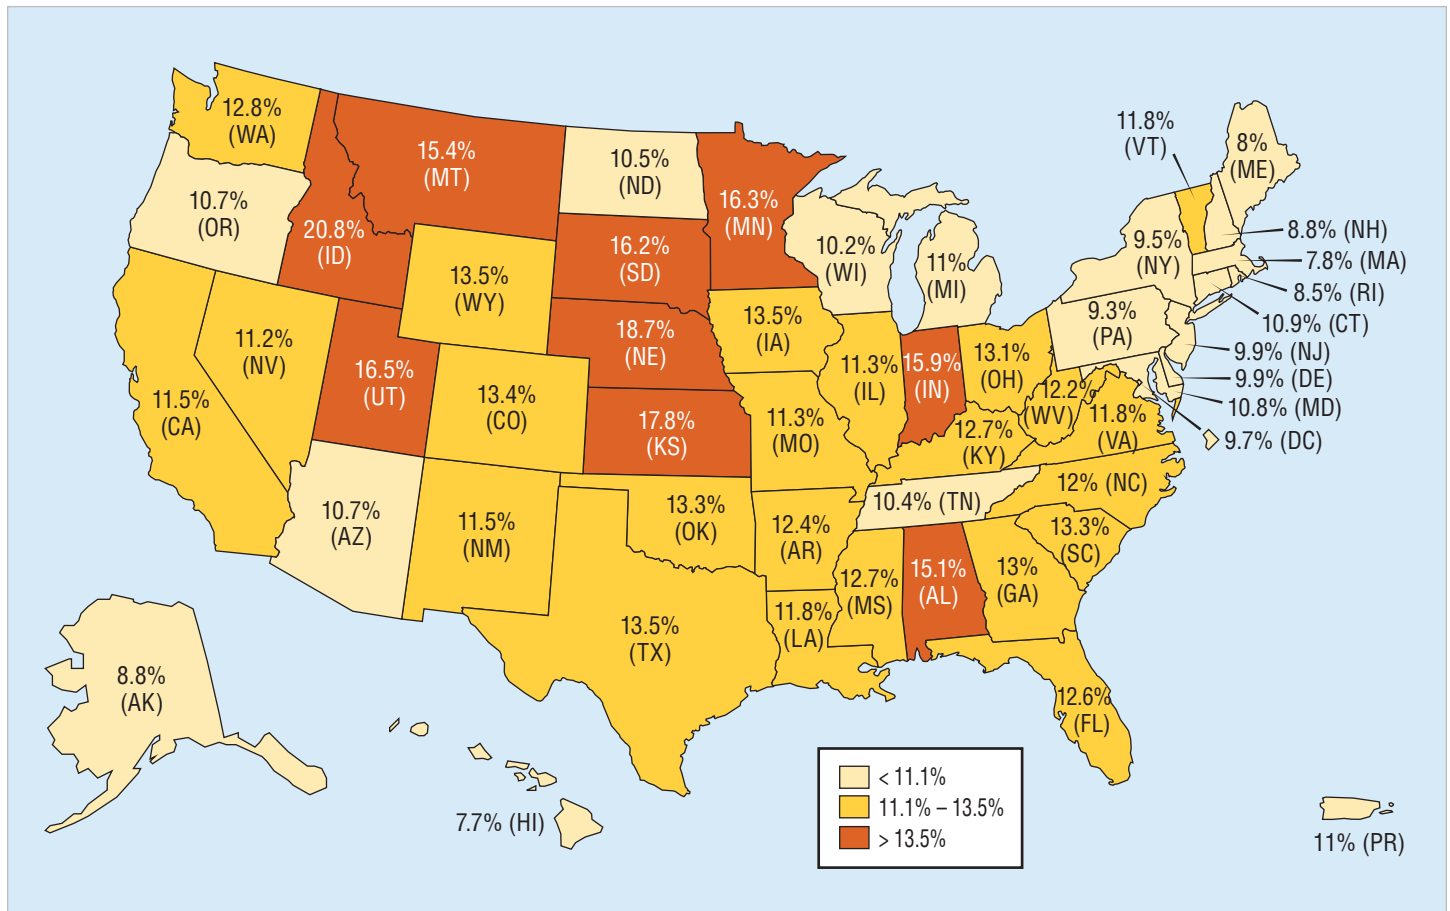 12.8%
(WA)
10.7%
(OR)
20.8%
(ID)
15.4%
(MT)
10.5%
(ND)
16.3%
(MN)
16.2%
(SD)
13.5%
(WY)
18.7%
(NE)
10.2%
(WI)
11%
(MI)
11.8%
(VT)
8%
(ME)
9.5%
(NY)
8.8% (NH)
7.8% (MA)
8.5% (RI)
10.9% (CT)
9.3%
(PA)
9.9% (NJ)
9.9% (DE)
10.8% (MD)
9.7% (DC)
11.2%
(NV)
11.5%
(CA)
16.5%
(UT)
13.4%
(CO)
17.8%
(KS)
13.5%
(IA)
11.3%
(MO)
11.3%
(IL)
15.9%
(IN)
13.1%
(OH)
12.2%
(WV)
11.8%
(VA)
12.7%
(KY)
12% (NC)
10.4% (TN)
13.3%
(SC)
10.7%
(AZ)
11.5%
(NM)
13.3%
(OK)
12.4%
(AR)
12.7%
(MS)
15.1%
(AL)
13%
(GA)
13.5%
(TX)
11.8%
(LA)
12.6%
(FL)
8.8%
(AK)
7.7% (HI)
11% (PR)
< 11.1%
11.1% – 13.5%
> 13.5%